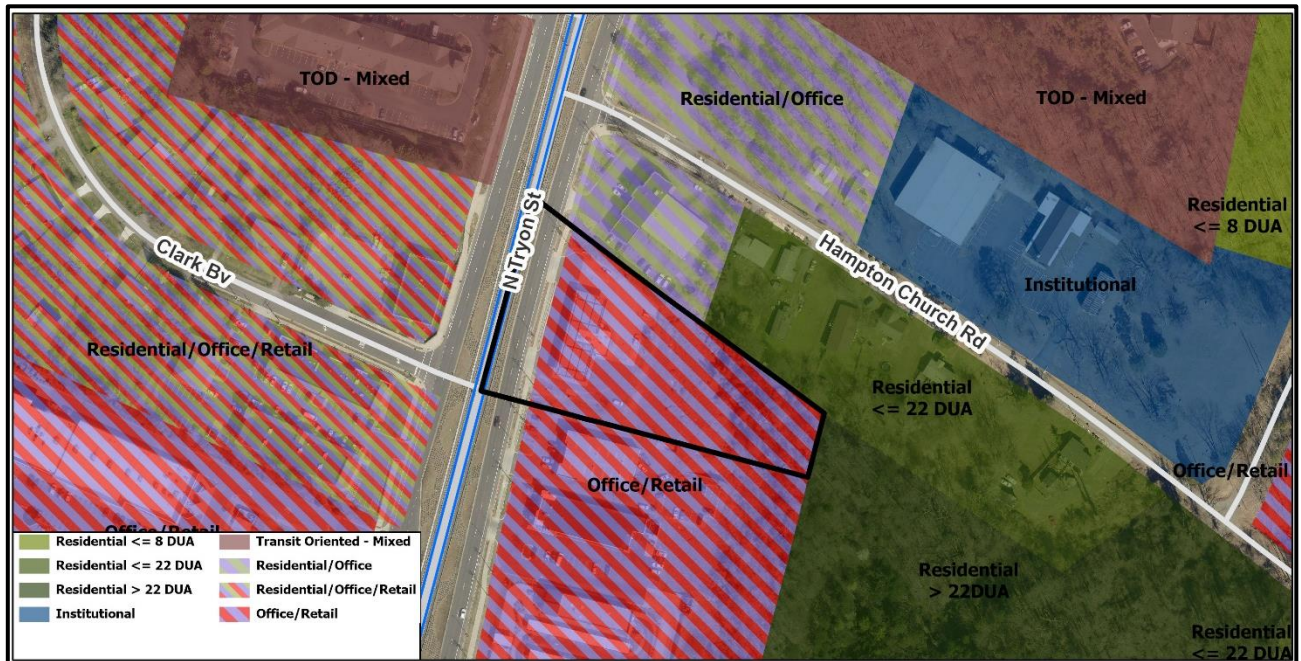 TOD - Mixed
Residential/Office
TOD - Mixed
Residential
<= 8 DUA
N Tryon St
Clark Bv
Hampton Church Rd
Institutional
Residential/Office/Retail
Residential
<= 22 DUA
Office/Retail
Office/Retail
Office/Retail
Residential
> 22DUA
Residential
<= 22 DUA
Residential <= 8 DUA
Residential <= 22 DUA
Residential > 22 DUA
Institutional
Transit Oriented - Mixed
Residential/Office
Residential/Office/Retail
Office/Retail